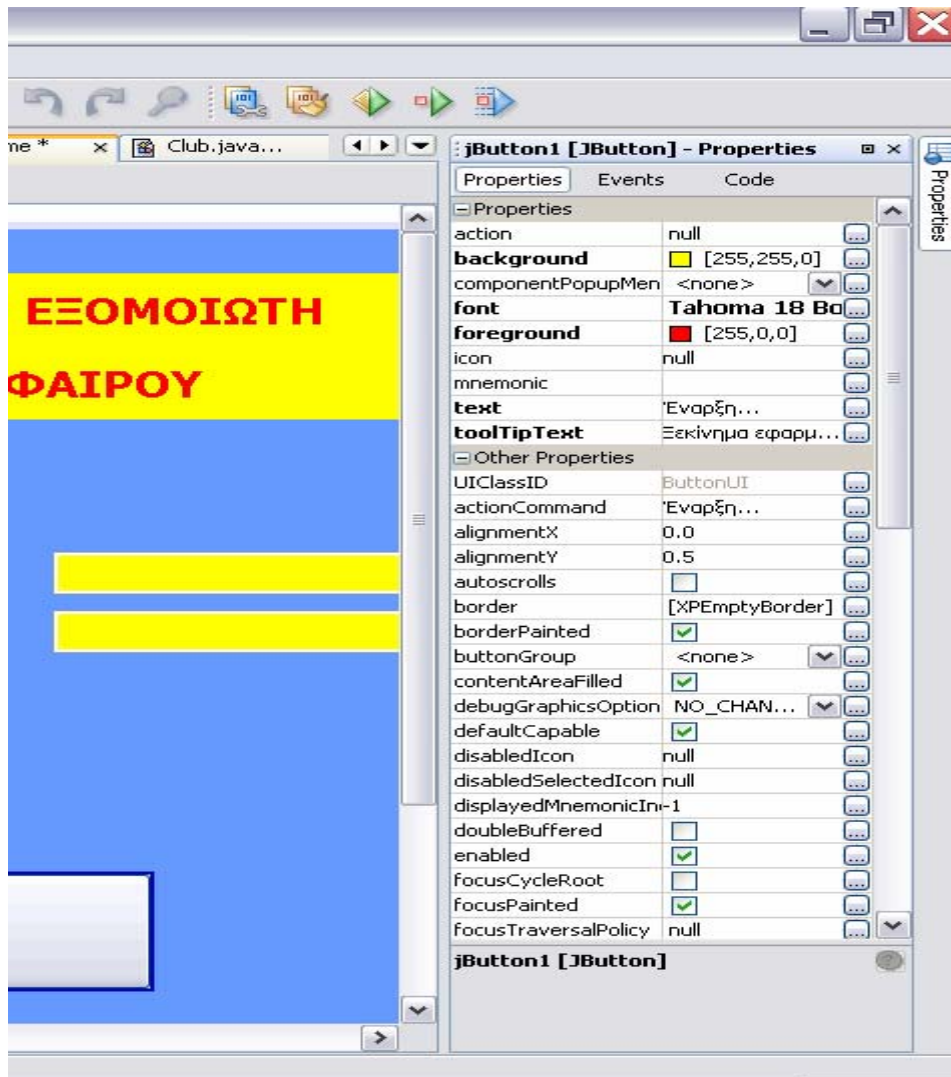 me *
Club.java...
ΕΞΟΜΟΙΩΤΗ
ΦΑΙΡΟΥ
jButton1 [JButton] - Properties
Properties Events Code
Properties
action null
background [255,255,0]
componentPopupMen <none>
font Tahoma 18 Bo
foreground [255,0,0]
icon null
mnemonic
text Έναρξη...
toolTipText Ξεκίνημα εφαρμ...
Other Properties
UIClassID ButtonUI
actionCommand Έναρξη...
alignmentX 0.0
alignmentY 0.5
autoscrolls
border [XPEmptyBorder]
borderPainted
buttonGroup <none>
contentAreaFilled
debugGraphicsOption NO_CHAN...
defaultCapable
disabledIcon null
disabledSelectedIcon null
displayedMnemonicIn -1
doubleBuffered
enabled
focusCycleRoot
focusPainted
focusTraversalPolicy null
jButton1 [JButton]
Properties